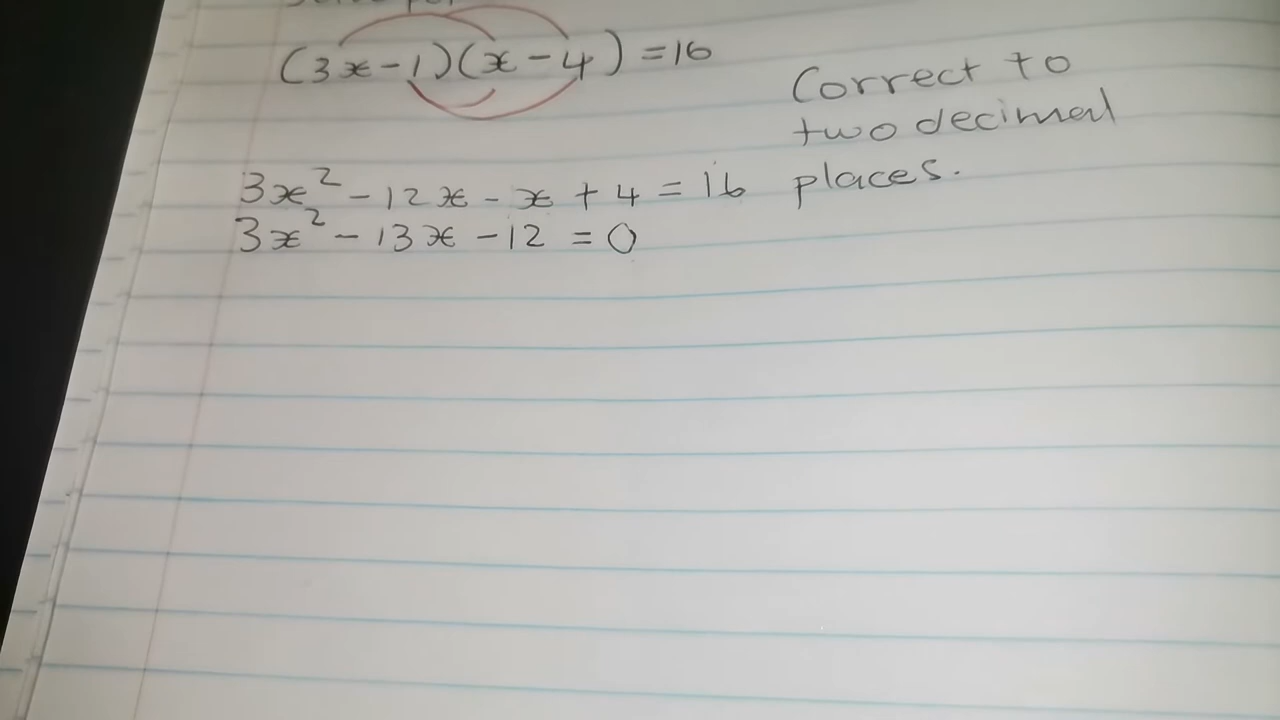 (3x-1)(x-4) = 16
Correct to
two decimal
places.
3x² - 12x - x + 4 = 16
3x² - 13x - 12 = 0